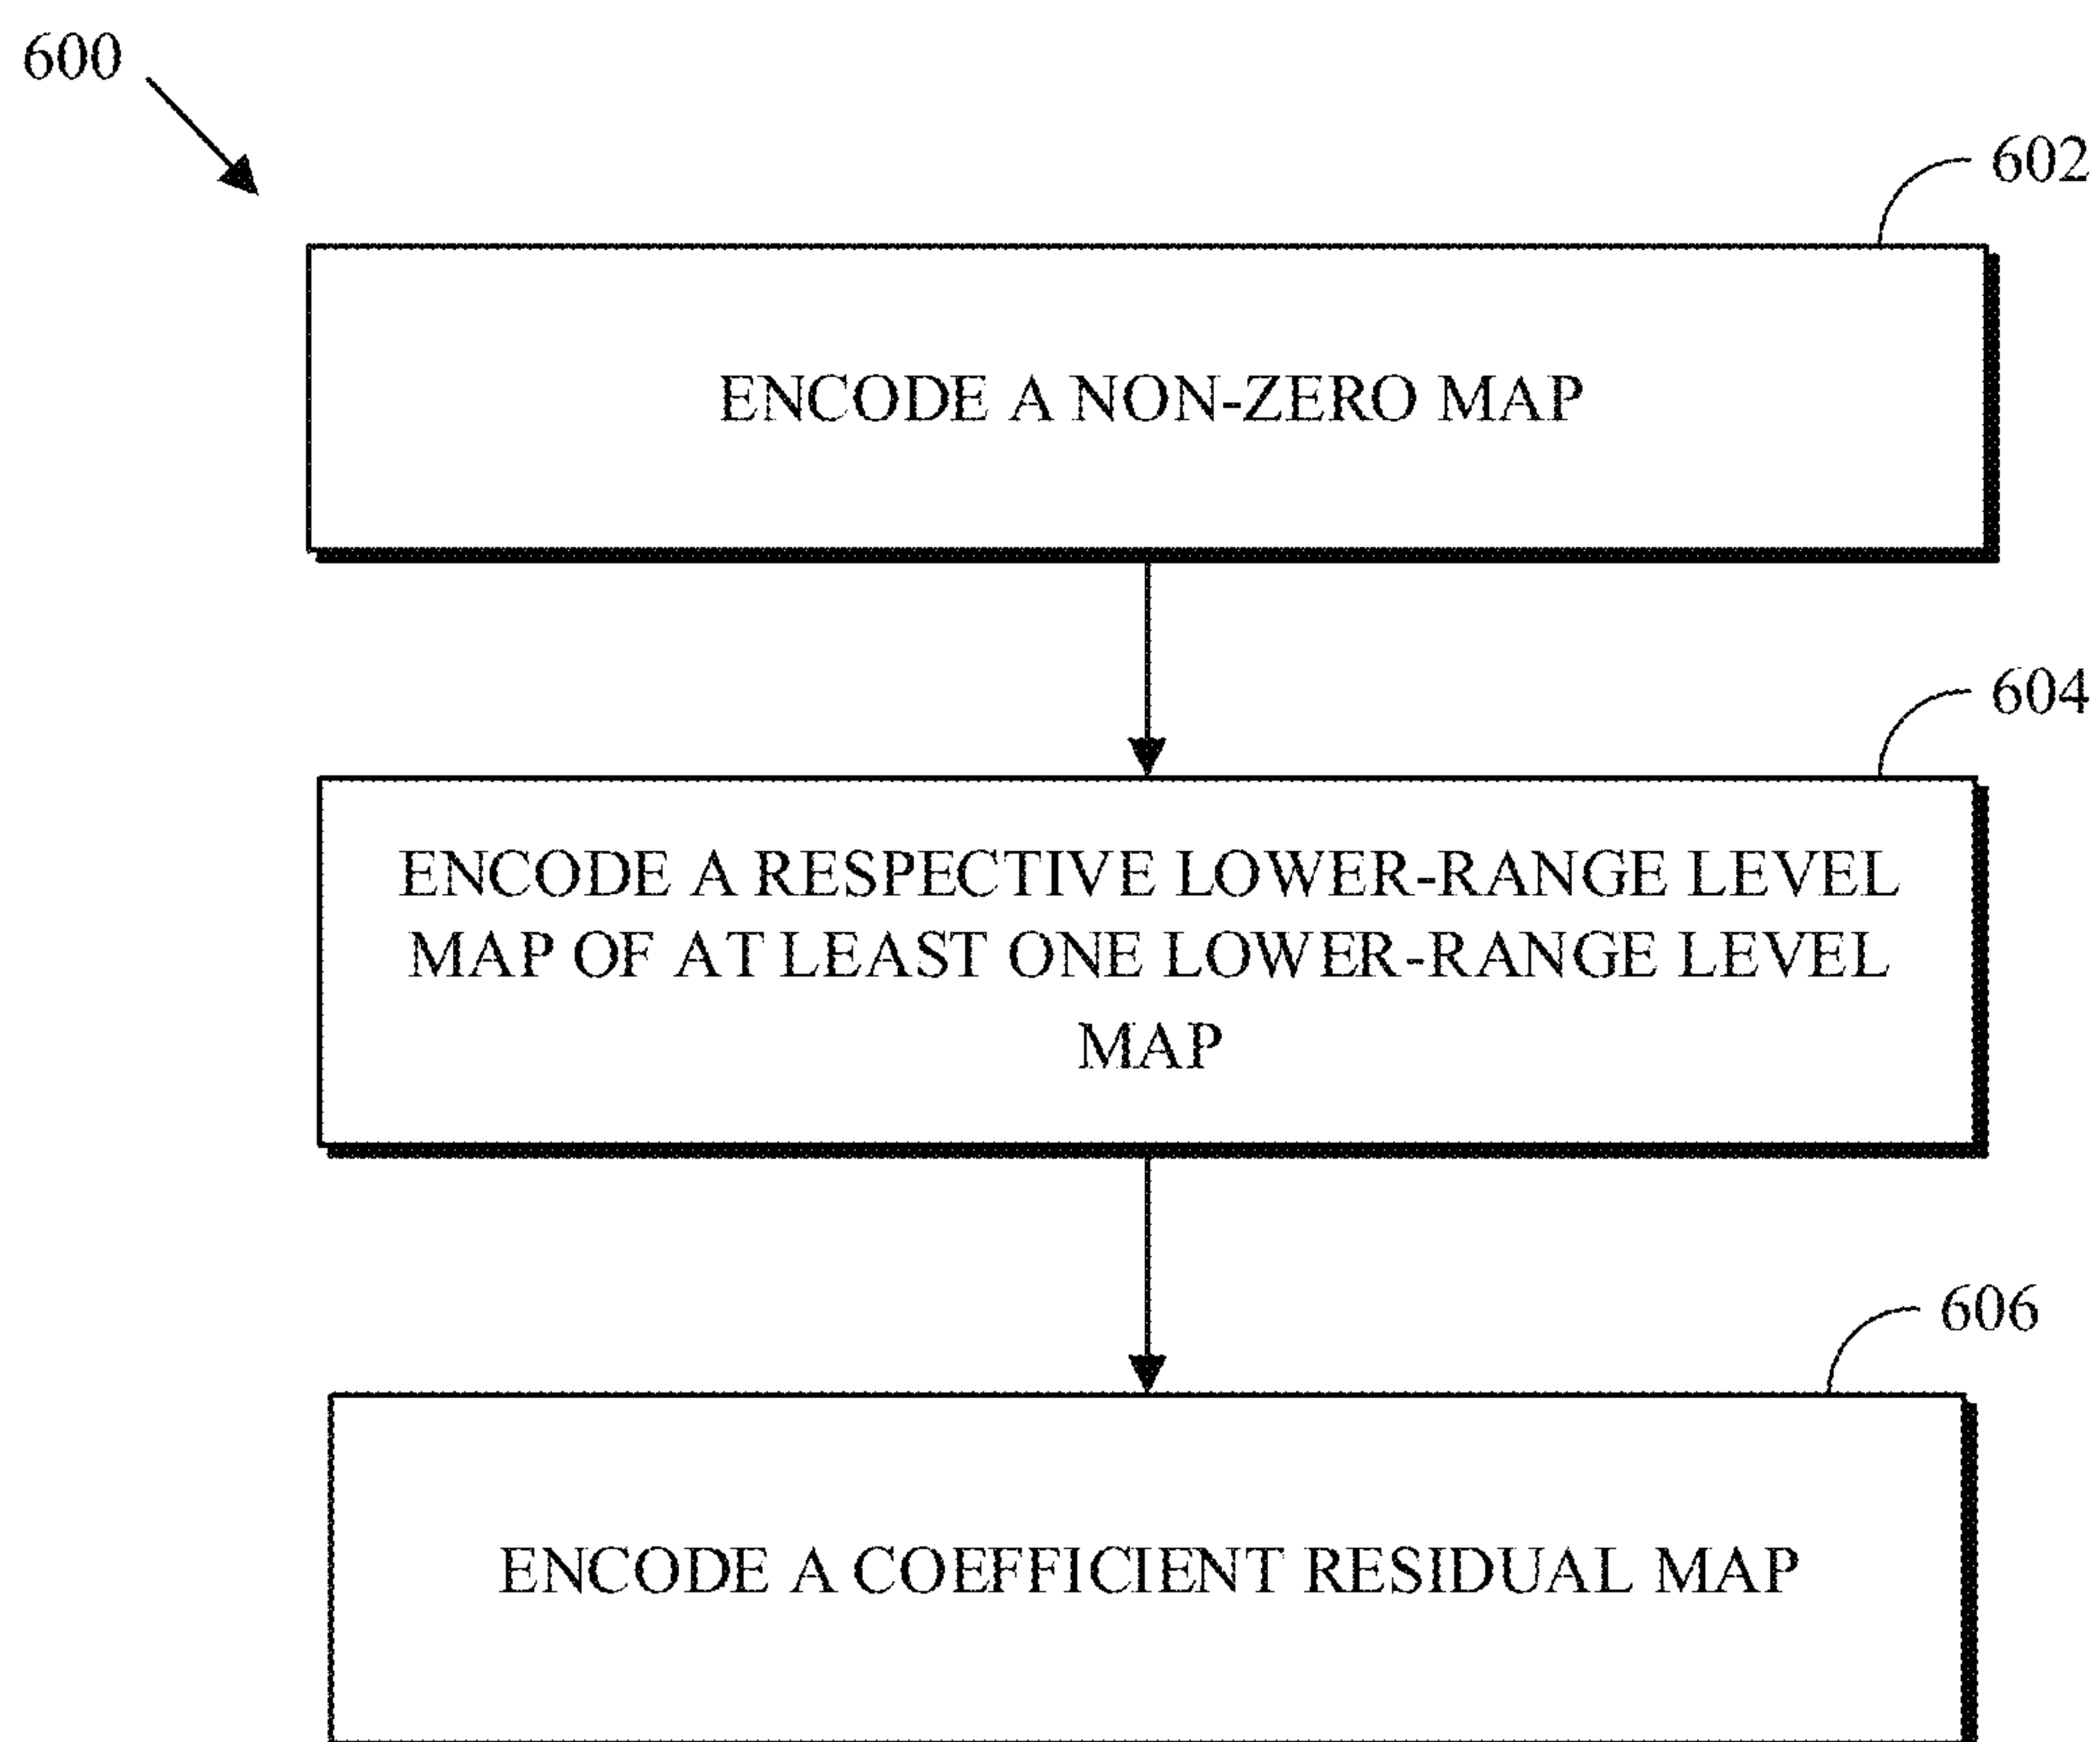 600
602
ENCODE A NON-ZERO MAP
604
ENCODE A RESPECTIVE LOWER-RANGE LEVEL
MAP OF AT LEAST ONE LOWER-RANGE LEVEL
MAP
606
ENCODE A COEFFICIENT RESIDUAL MAP